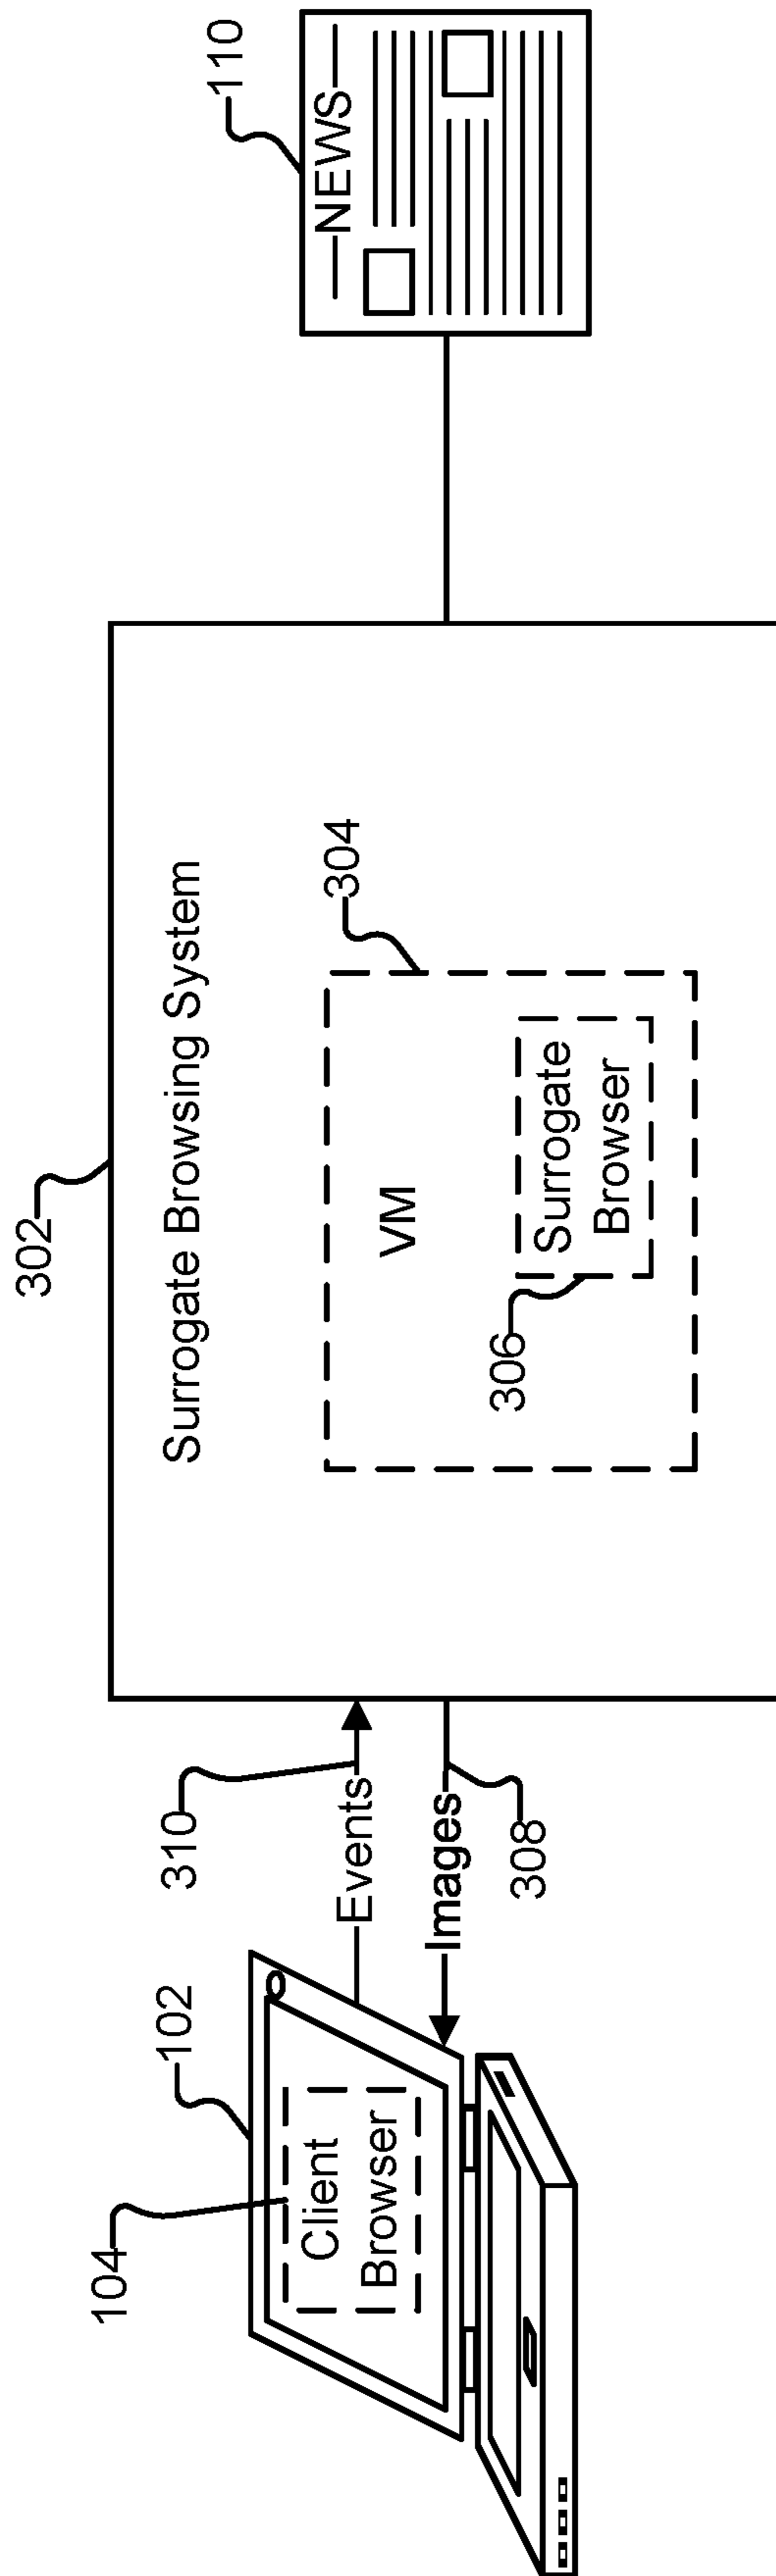 302
Surrogate Browsing System
110
—NEWS—
102
310
104
304
VM
Client
Browser
Events
306
Surrogate
Browser
Images
308